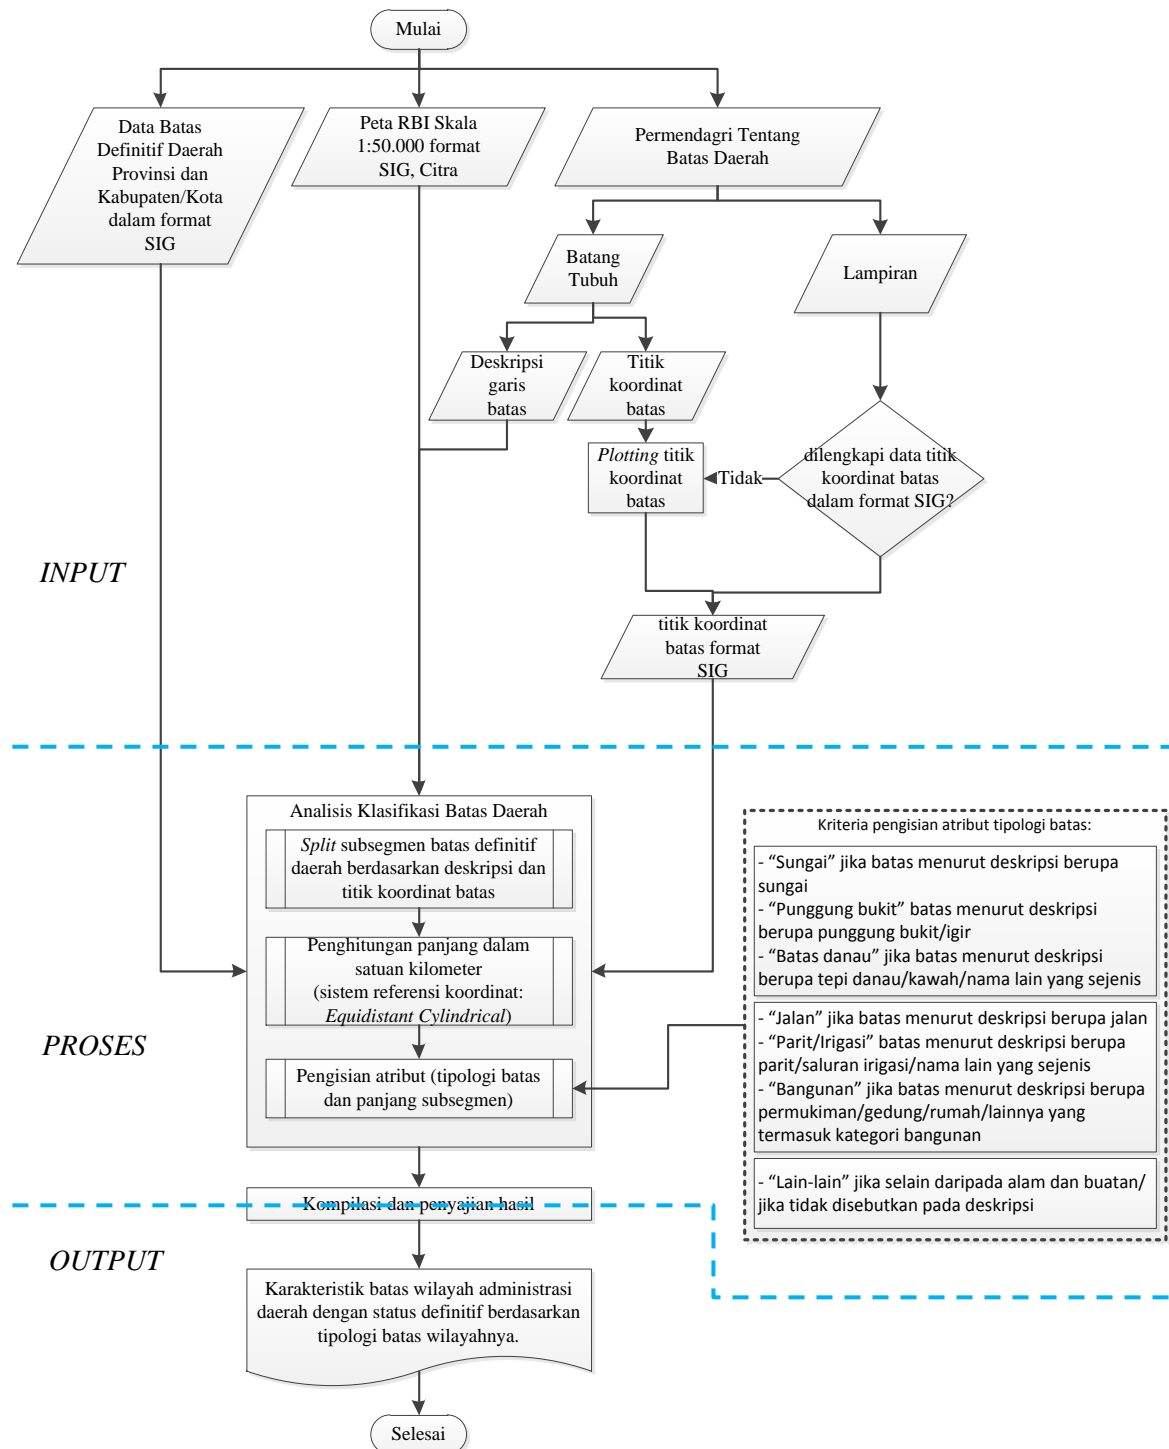 Mulai
Data Batas
Definitif Daerah
Provinsi dan
Kabupaten/Kota
dalam format
SIG
Peta RBI Skala
1:50.000 format
SIG, Citra
Permendagri Tentang
Batas Daerah
Batang
Tubuh
Lampiran
Deskripsi
garis
batas
Titik
koordinat
batas
Plotting titik
koordinat
batas
Tidak
dilengkapi data titik
koordinat batas
dalam format SIG?
INPUT
titik koordinat
batas format
SIG
Analisis Klasifikasi Batas Daerah
Split subsegmen batas definitif
daerah berdasarkan deskripsi dan
titik koordinat batas
Penghitungan panjang dalam
satuan kilometer
(sistem referensi koordinat:
Equidistant Cylindrical)
Pengisian atribut (tipologi batas
dan panjang subsegmen)
PROSES
Kriteria pengisian atribut tipologi batas:
- “Sungai” jika batas menurut deskripsi berupa
sungai
- “Punggung bukit” batas menurut deskripsi
berupa punggung bukit/igir
- “Batas danau” jika batas menurut deskripsi
berupa tepi danau/kawah/nama lain yang sejenis
- “Jalan” jika batas menurut deskripsi berupa jalan
- “Parit/Irigasi” batas menurut deskripsi berupa
parit/saluran irigasi/nama lain yang sejenis
- “Bangunan” jika batas menurut deskripsi berupa
permukiman/gedung/rumah/lainnya yang
termasuk kategori bangunan
- “Lain-lain” jika selain daripada alam dan buatan/
jika tidak disebutkan pada deskripsi
Kompilasi dan penyajian hasil
OUTPUT
Karakteristik batas wilayah administrasi
daerah dengan status definitif berdasarkan
tipologi batas wilayahnya.
Selesai